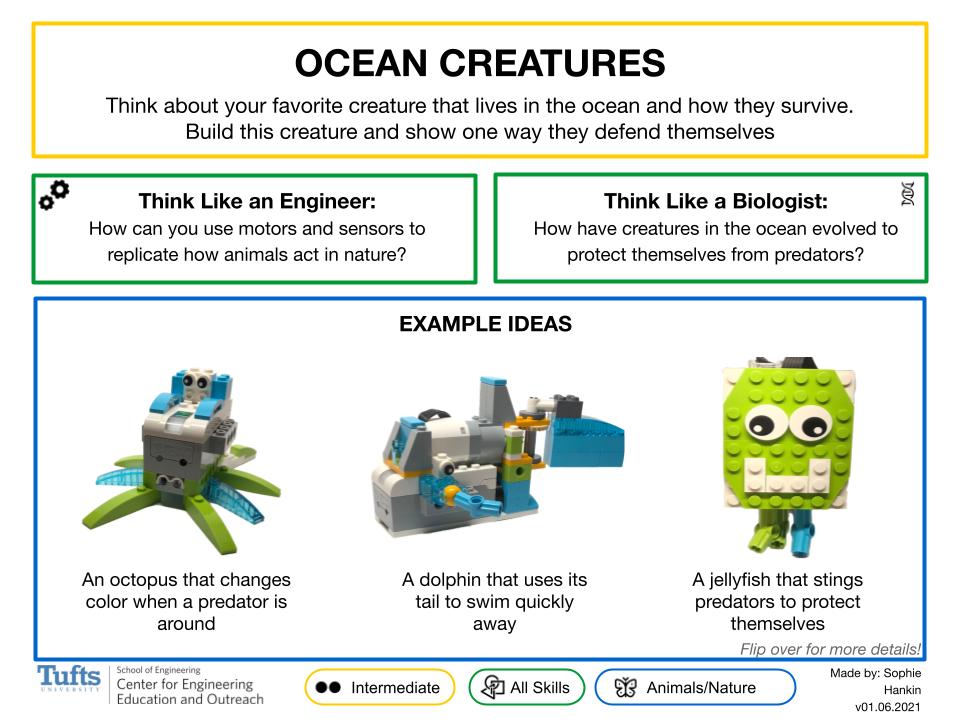 OCEAN CREATURES
Think about your favorite creature that lives in the ocean and how they survive.
Build this creature and show one way they defend themselves
Think Like an Engineer:
How can you use motors and sensors to
replicate how animals act in nature?
Think Like a Biologist:
How have creatures in the ocean evolved to
protect themselves from predators?
EXAMPLE IDEAS
An octopus that changes
color when a predator is
around
A dolphin that uses its
tail to swim quickly
away
A jellyfish that stings
predators to protect
themselves
Flip over for more details!
Tufts
UNIVERSITY
School of Engineering
Center for Engineering
Education and Outreach
Intermediate
All Skills
Animals/Nature
Made by: Sophie
Hankin
v01.06.2021